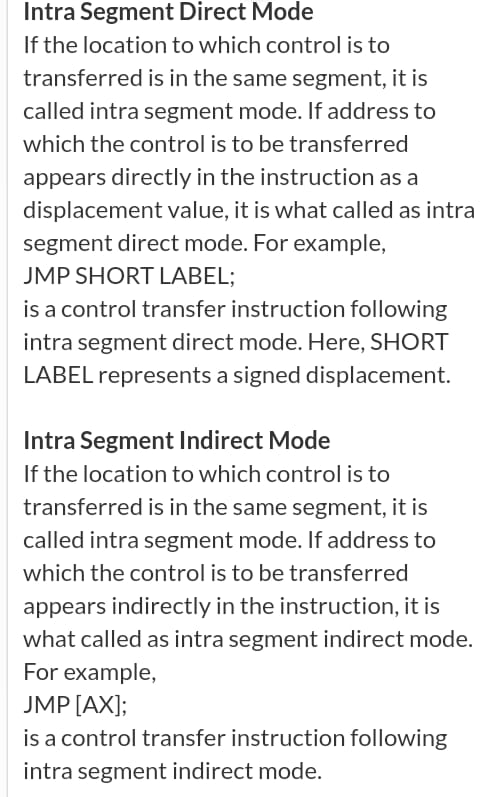 Intra Segment Direct Mode
If the location to which control is to
transferred is in the same segment, it is
called intra segment mode. If address to
which the control is to be transferred
appears directly in the instruction as a
displacement value, it is what called as intra
segment direct mode. For example,
JMP SHORT LABEL;
is a control transfer instruction following
intra segment direct mode. Here, SHORT
LABEL represents a signed displacement.
Intra Segment Indirect Mode
If the location to which control is to
transferred is in the same segment, it is
called intra segment mode. If address to
which the control is to be transferred
appears indirectly in the instruction, it is
what called as intra segment indirect mode.
For example,
JMP [AX];
is a control transfer instruction following
intra segment indirect mode.